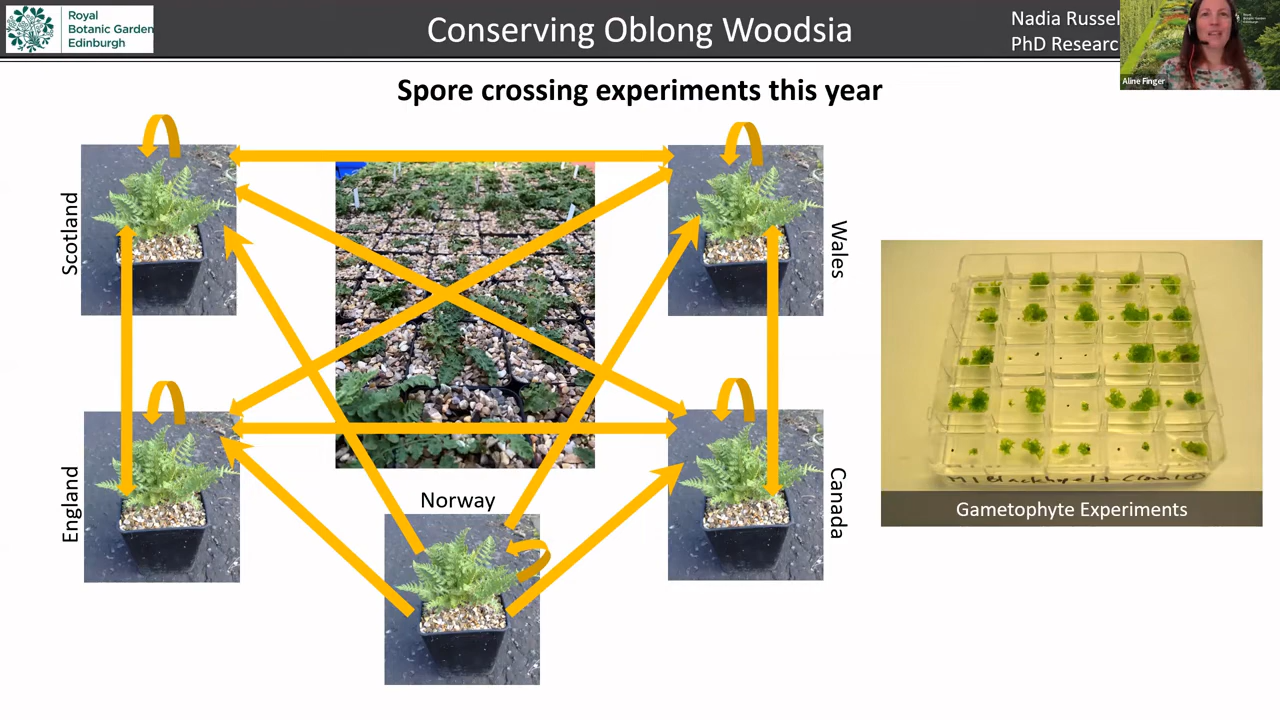 Royal
Botanic Garden
Edinburgh
Conserving Oblong Woodsia
Nadia Russel
PhD Researc
Aline Finger
Spore crossing experiments this year
Scotland
Wales
England
Norway
Canada
Gametophyte Experiments